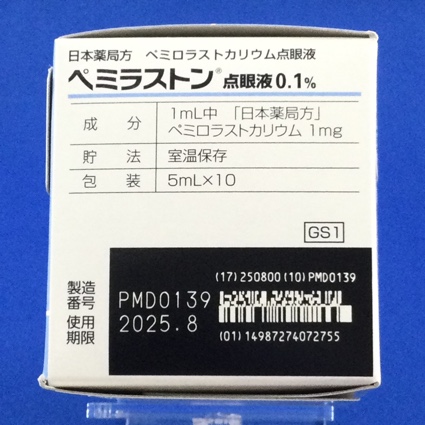 日本薬局方 ペミロラストカリウム点眼液
ペミラストン® 点眼液0.1%
成分 1mL中 「日本薬局方」
ペミロラストカリウム 1mg
貯法 室温保存
包装 5mL×10
GS1
(17)250800(10)PMD0139
製造
番号 PMD0139
使用
期限 2025.8
(01)14987274072755